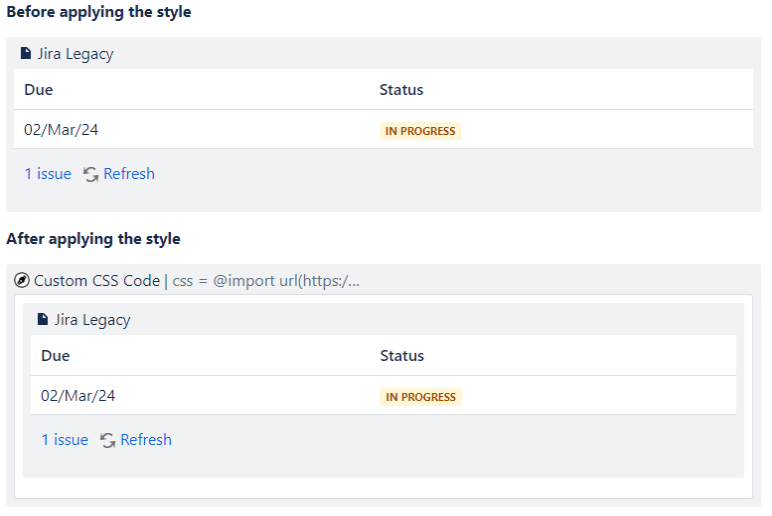 Before applying the style
Jira Legacy
Due Status
02/Mar/24 IN PROGRESS
1 issue Refresh
After applying the style
Custom CSS Code | css = @import url(https:/...
Jira Legacy
Due Status
02/Mar/24 IN PROGRESS
1 issue Refresh